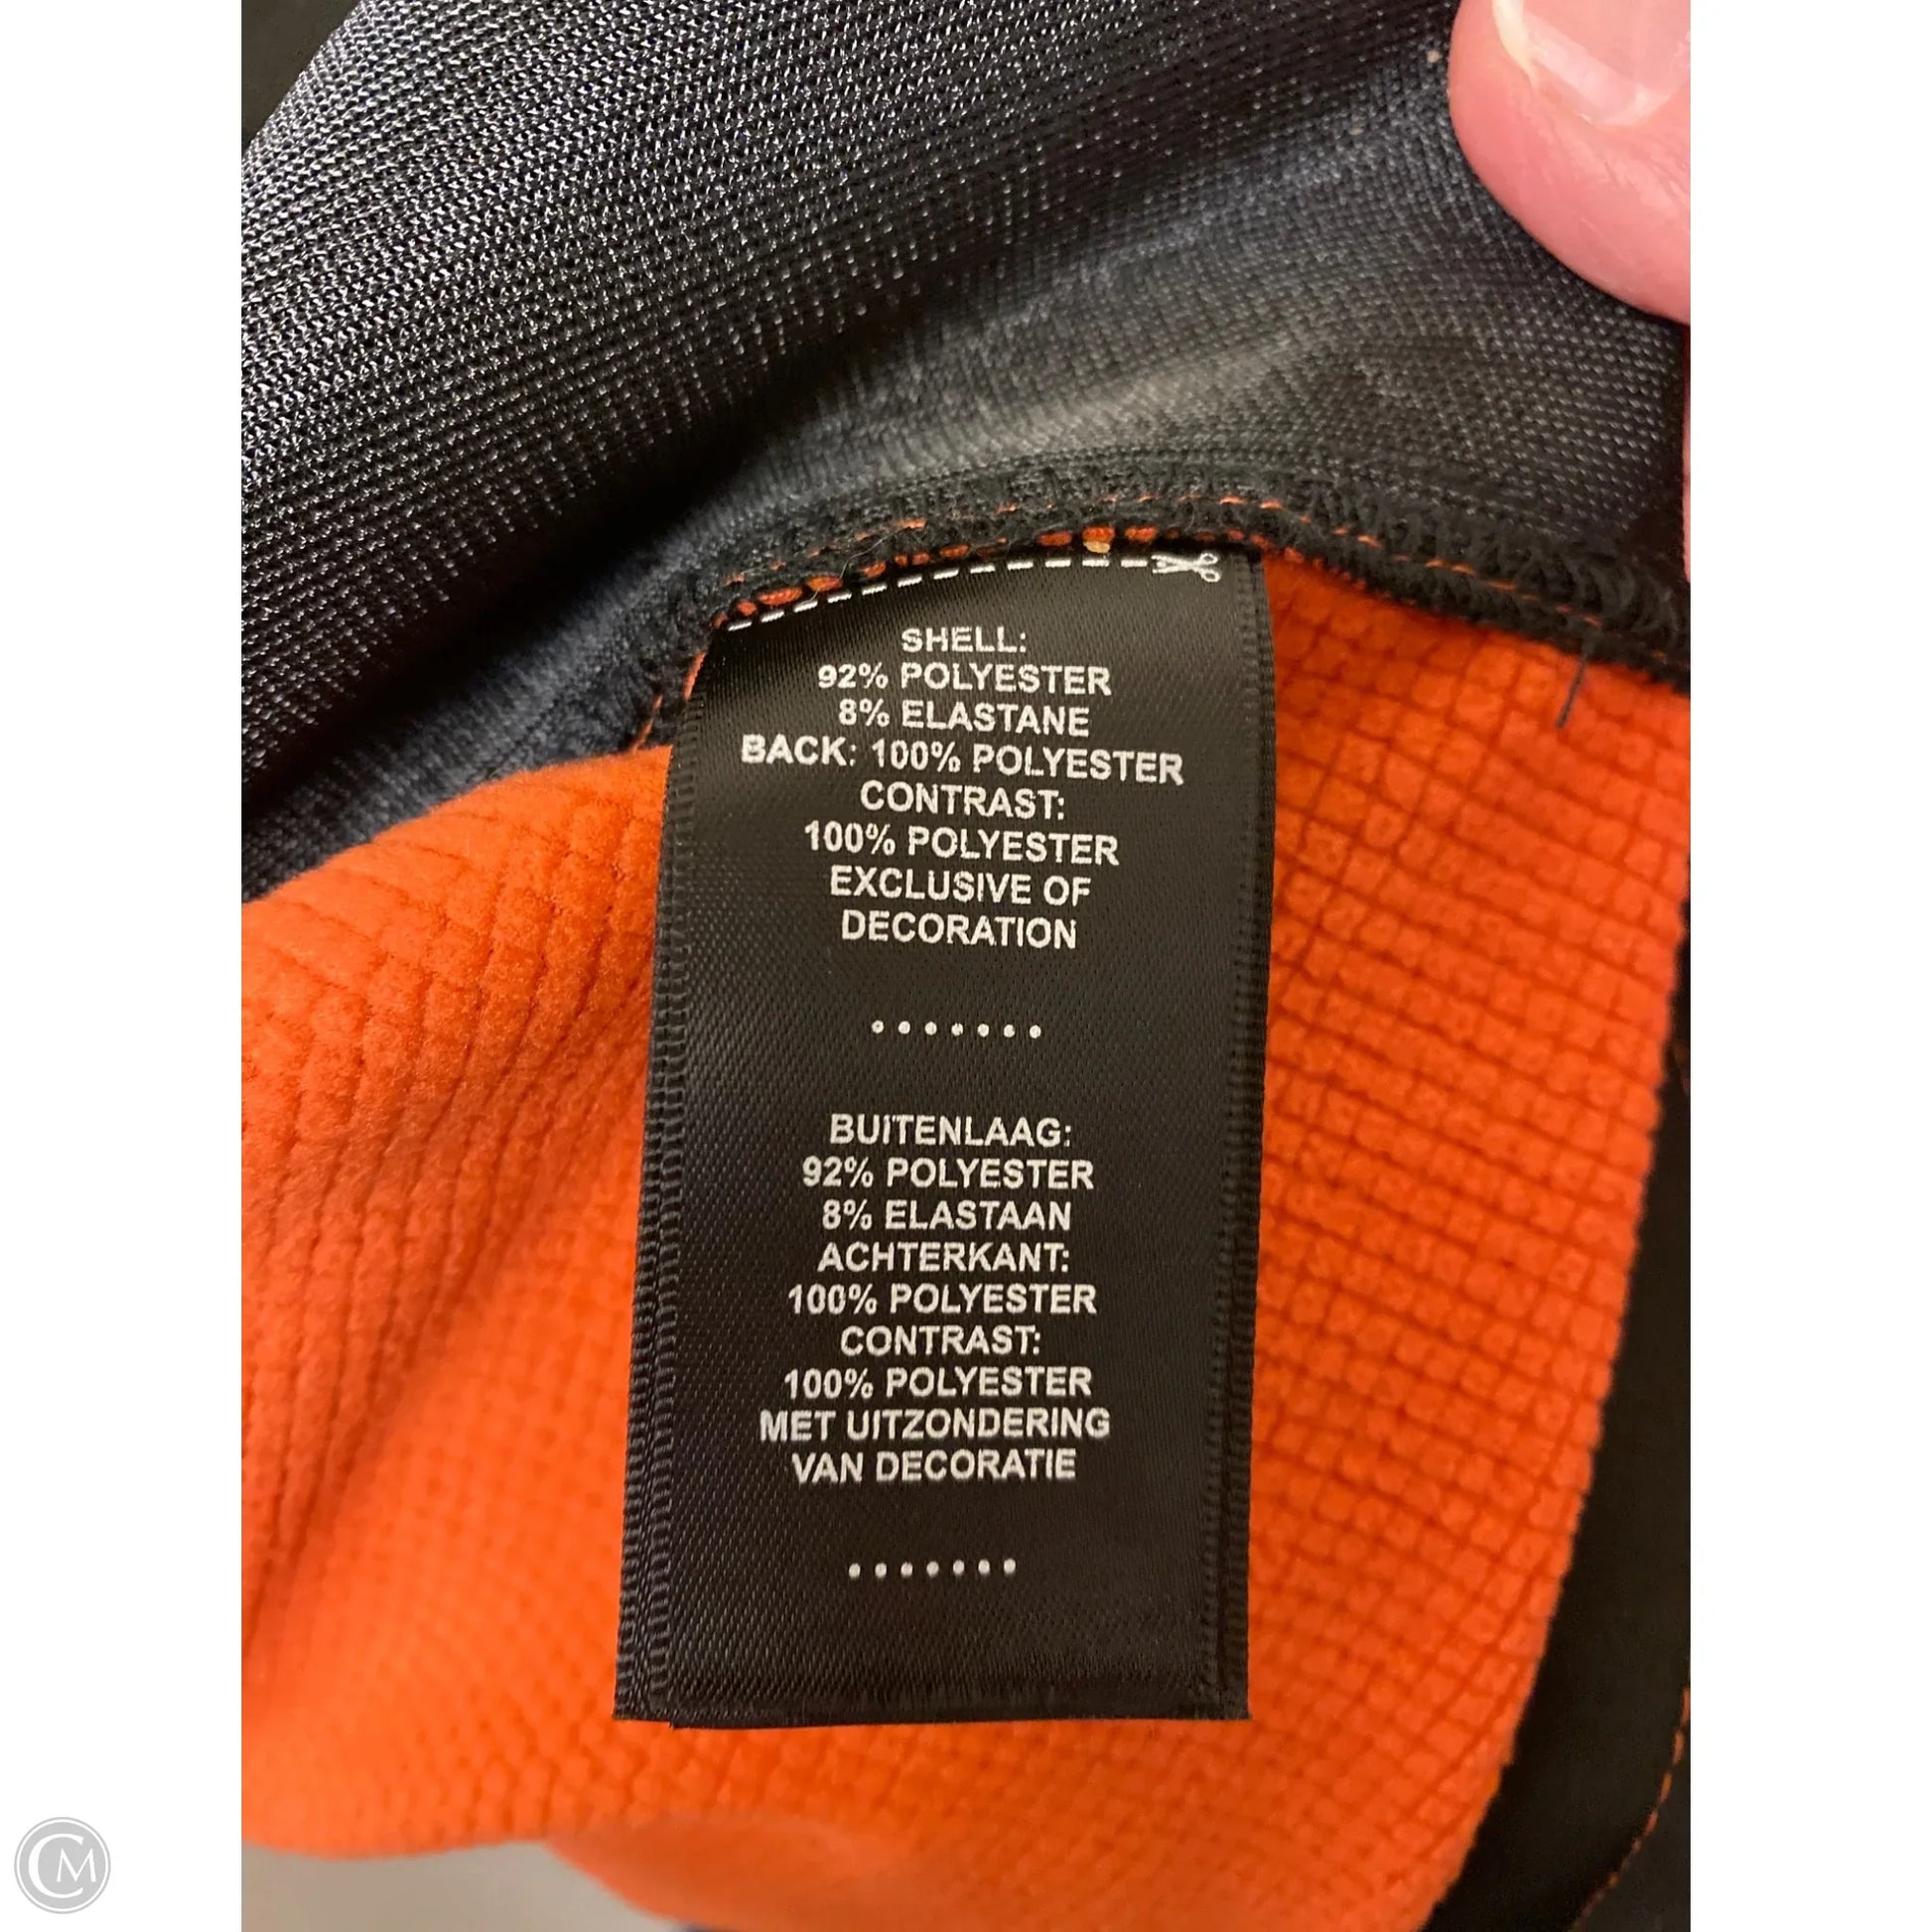 SHELL:
92% POLYESTER
8% ELASTANE
BACK: 100% POLYESTER
CONTRAST:
100% POLYESTER
EXCLUSIVE OF
DECORATION
.......
BUITENLAAG:
92% POLYESTER
8% ELASTAAN
ACHTERKANT:
100% POLYESTER
CONTRAST:
100% POLYESTER
MET UITZONDERING
VAN DECORATIE
.......
CM